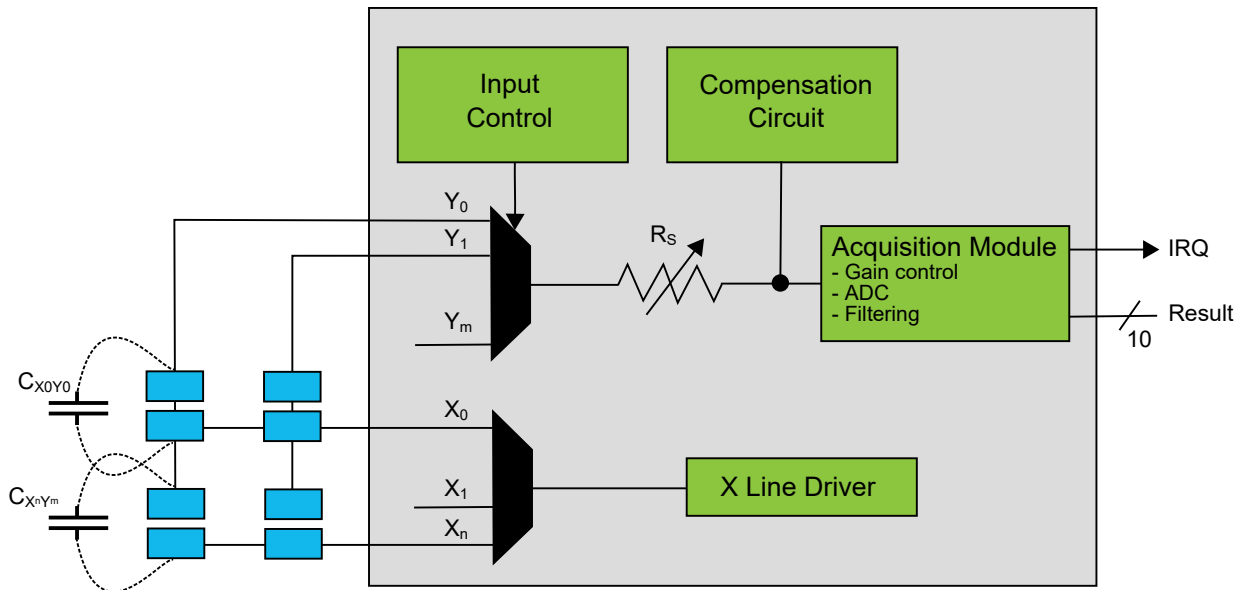 Input
Control
Compensation
Circuit
Y0
Y1
Ym
RS
Acquisition Module
- Gain control
- ADC
- Filtering
IRQ
Result
10
CX0Y0
CXnYm
X0
X1
Xn
X Line Driver